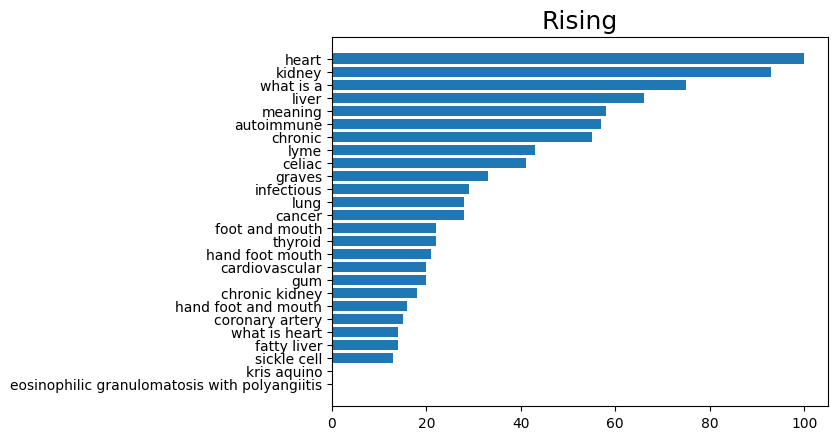 Rising
heart
kidney
what is a
liver
meaning
autoimmune
chronic
lyme
celiac
graves
infectious
lung
cancer
foot and mouth
thyroid
hand foot mouth
cardiovascular
gum
chronic kidney
hand foot and mouth
coronary artery
what is heart
fatty liver
sickle cell
kris aquino
eosinophilic granulomatosis with polyangiitis
0 20 40 60 80 100